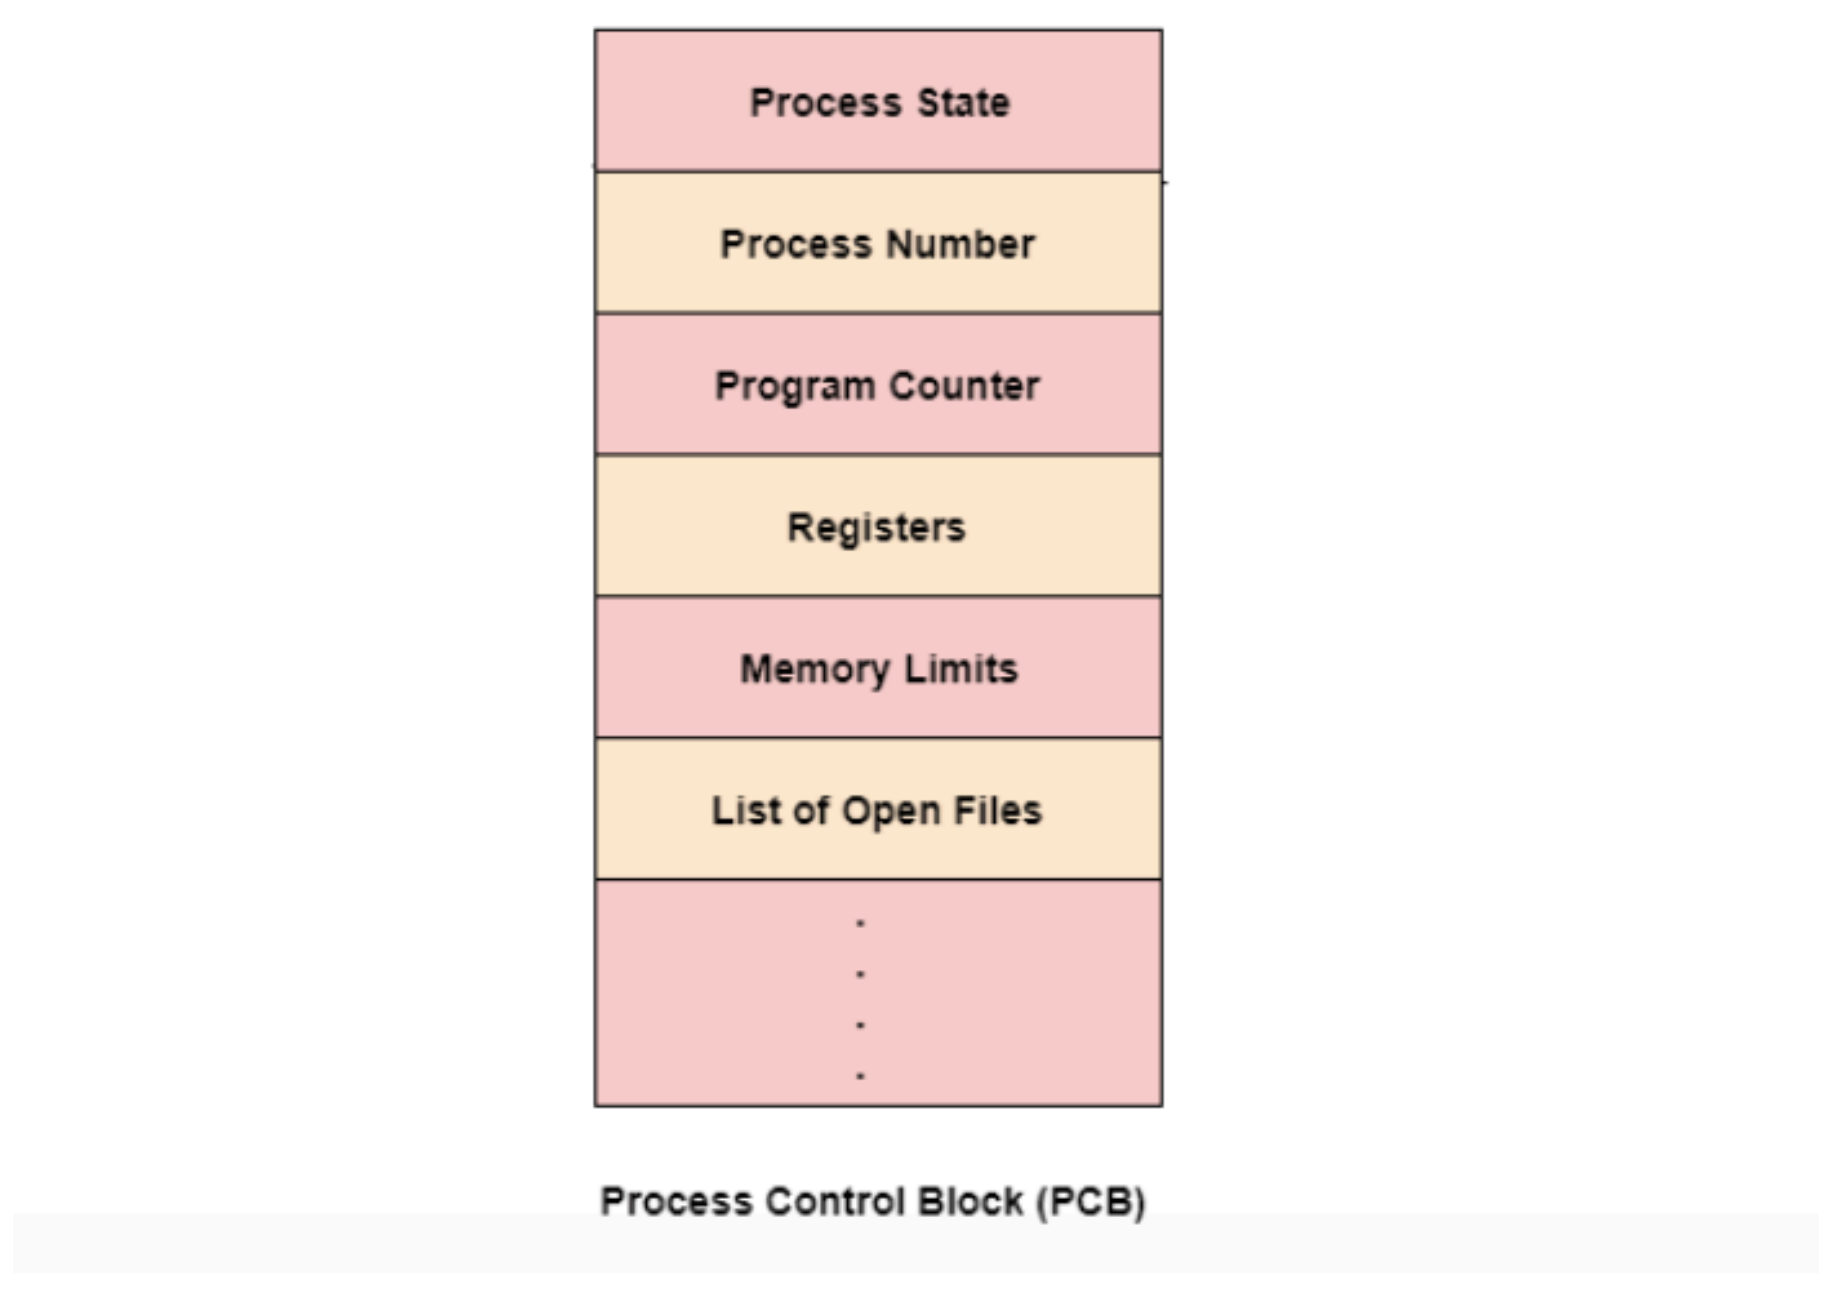 Process State
Process Number
Program Counter
Registers
Memory Limits
List of Open Files
.
.
.
.
Process Control Block (PCB)